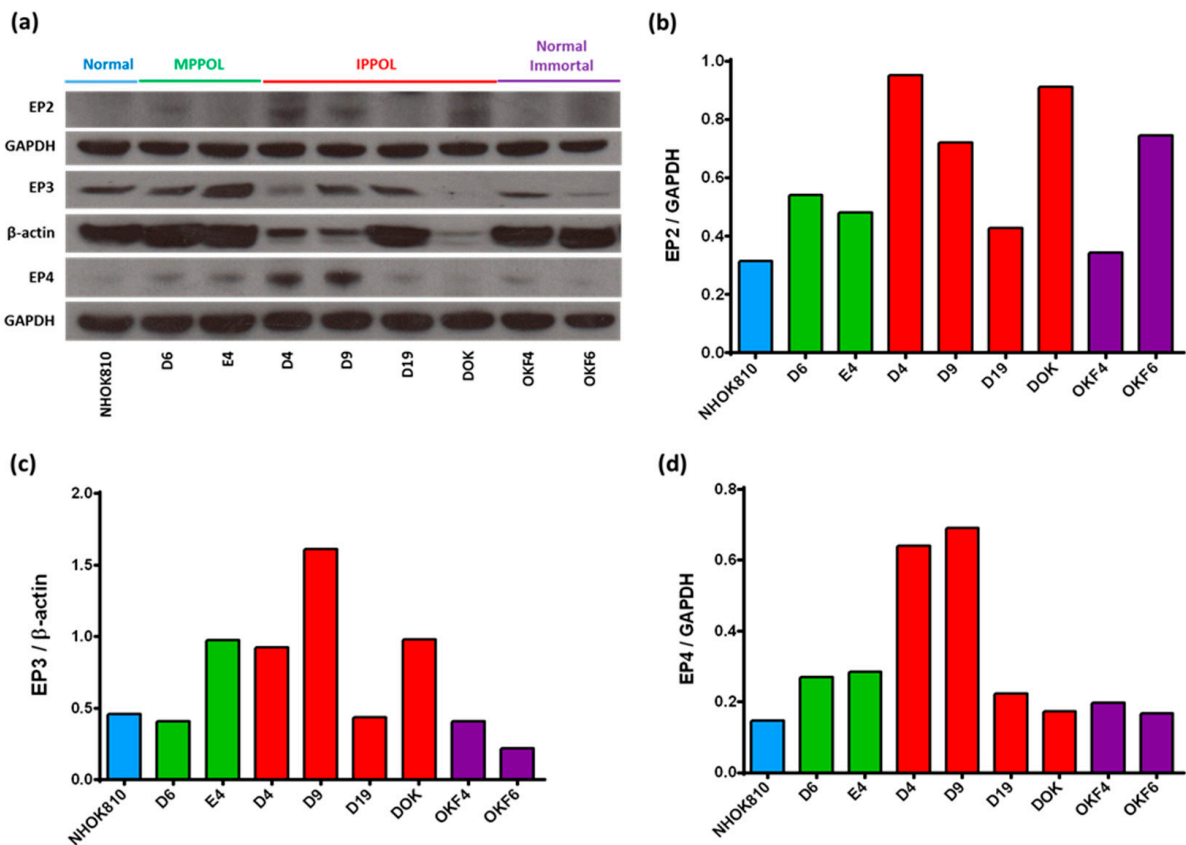 (a)
Normal MPPOL IPPOL Normal
Immortal
EP2
GAPDH
EP3
β-actin
EP4
GAPDH
NHOK810 D6 E4 D4 D9 D19 DOK OKF4 OKF6
(b)
EP2 / GAPDH
1.0
0.8
0.6
0.4
0.2
0.0
NHOK810 D6 E4 D4 D9 D19 DOK OKF4 OKF6
(c)
EP3 / β-actin
2.0
1.5
1.0
0.5
0.0
NHOK810 D6 E4 D4 D9 D19 DOK OKF4 OKF6
(d)
EP4 / GAPDH
0.8
0.6
0.4
0.2
0.0
NHOK810 D6 E4 D4 D9 D19 DOK OKF4 OKF6